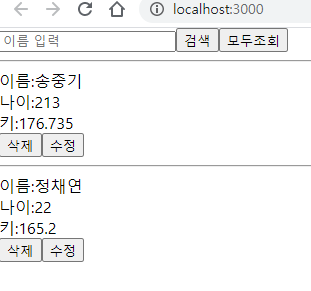 localhost:3000
이름 입력 검색 모두조회
이름:송중기
나이:213
키:176.735
삭제 수정
이름:정채연
나이:22
키:165.2
삭제 수정